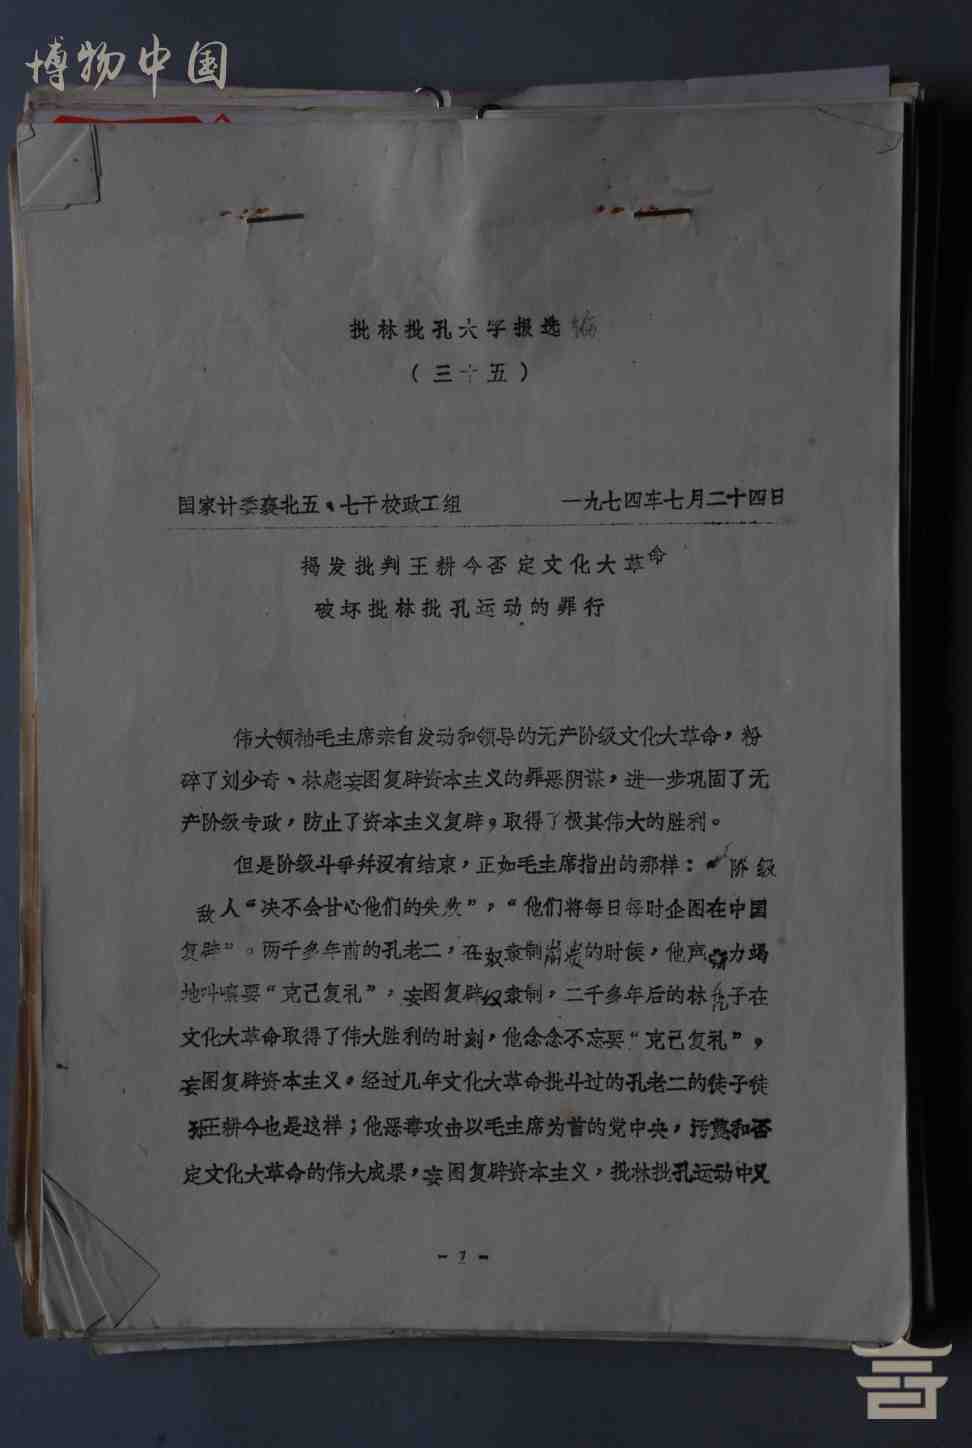 博物中国
批林批孔大字报选编
（三十五）
国家计委襄北五、七干校政工组 一九七四年七月二十四日
揭发批判王耕今否定文化大革命
破坏批林批孔运动的罪行
伟大领袖毛主席亲自发动和领导的无产阶级文化大革命，粉
碎了刘少奇、林彪妄图复辟资本主义的罪恶阴谋，进一步巩固了无
产阶级专政，防止了资本主义复辟，取得了极其伟大的胜利。
但是阶级斗争并没有结束，正如毛主席指出的那样：“阶级
敌人“决不会甘心他们的失败”，“他们将每日每时企图在中国
复辟”。两千多年前的孔老二，在奴隶制崩溃的时候，他声嘶力竭
地叫嚷要“克己复礼”，妄图复辟奴隶制，二千多年后的林秃子在
文化大革命取得了伟大胜利的时刻，他念念不忘要“克己复礼”，
妄图复辟资本主义。经过几年文化大革命批斗过的孔老二的徒子徒
孙王耕今也是这样；他恶毒攻击以毛主席为首的党中央，污蔑和否
定文化大革命的伟大成果，妄图复辟资本主义，批林批孔运动中又